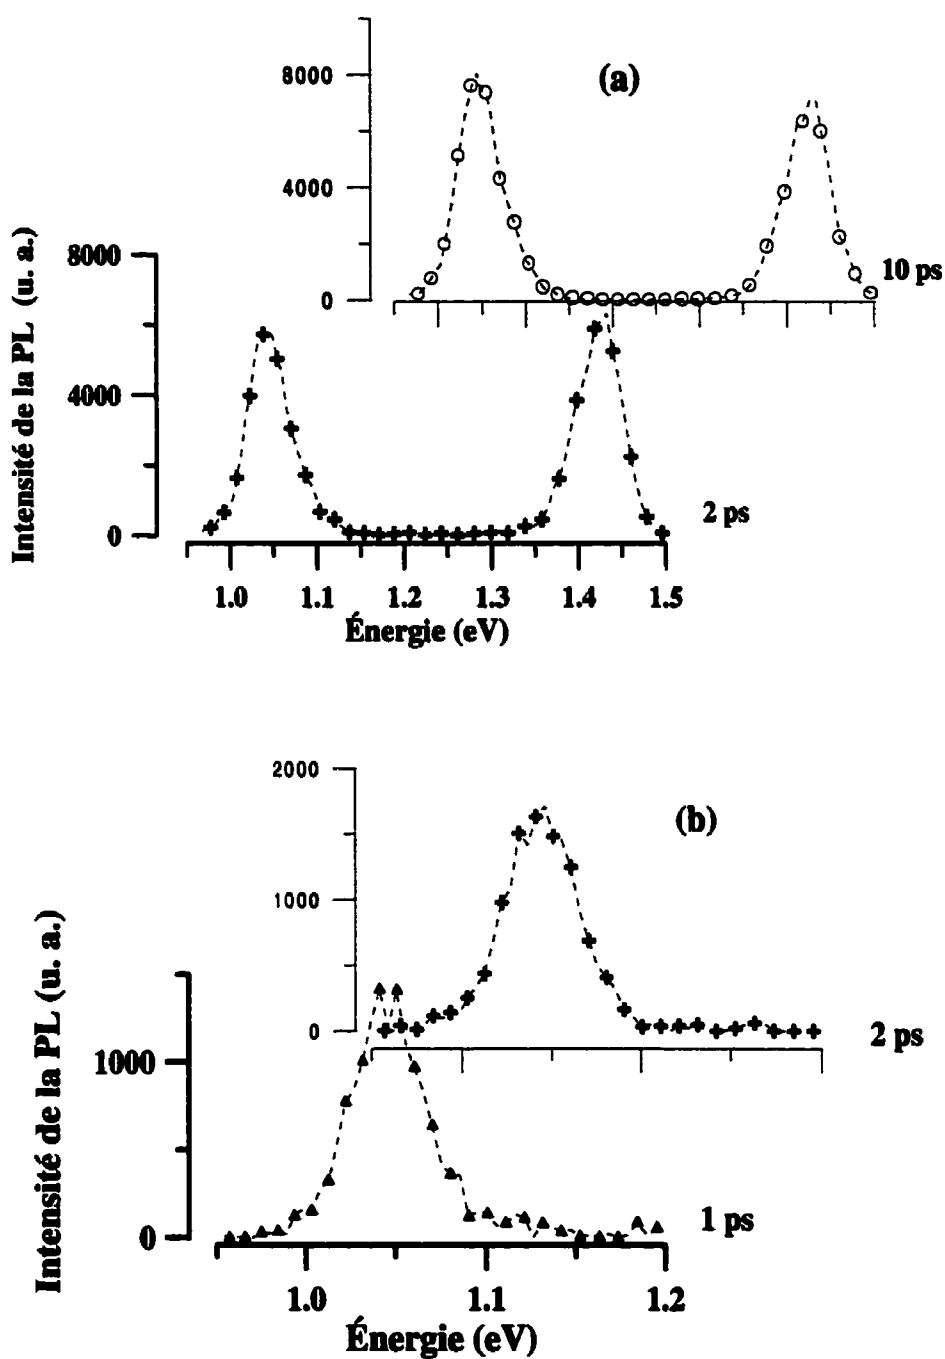 (a)
8000
4000
0
10 ps
Intensité de la PL (u. a.)
8000
4000
0
2 ps
1.0 1.1 1.2 1.3 1.4 1.5
Énergie (eV)
(b)
2000
1000
0
2 ps
Intensité de la PL (u. a.)
1000
0
1 ps
1.0 1.1 1.2
Énergie (eV)